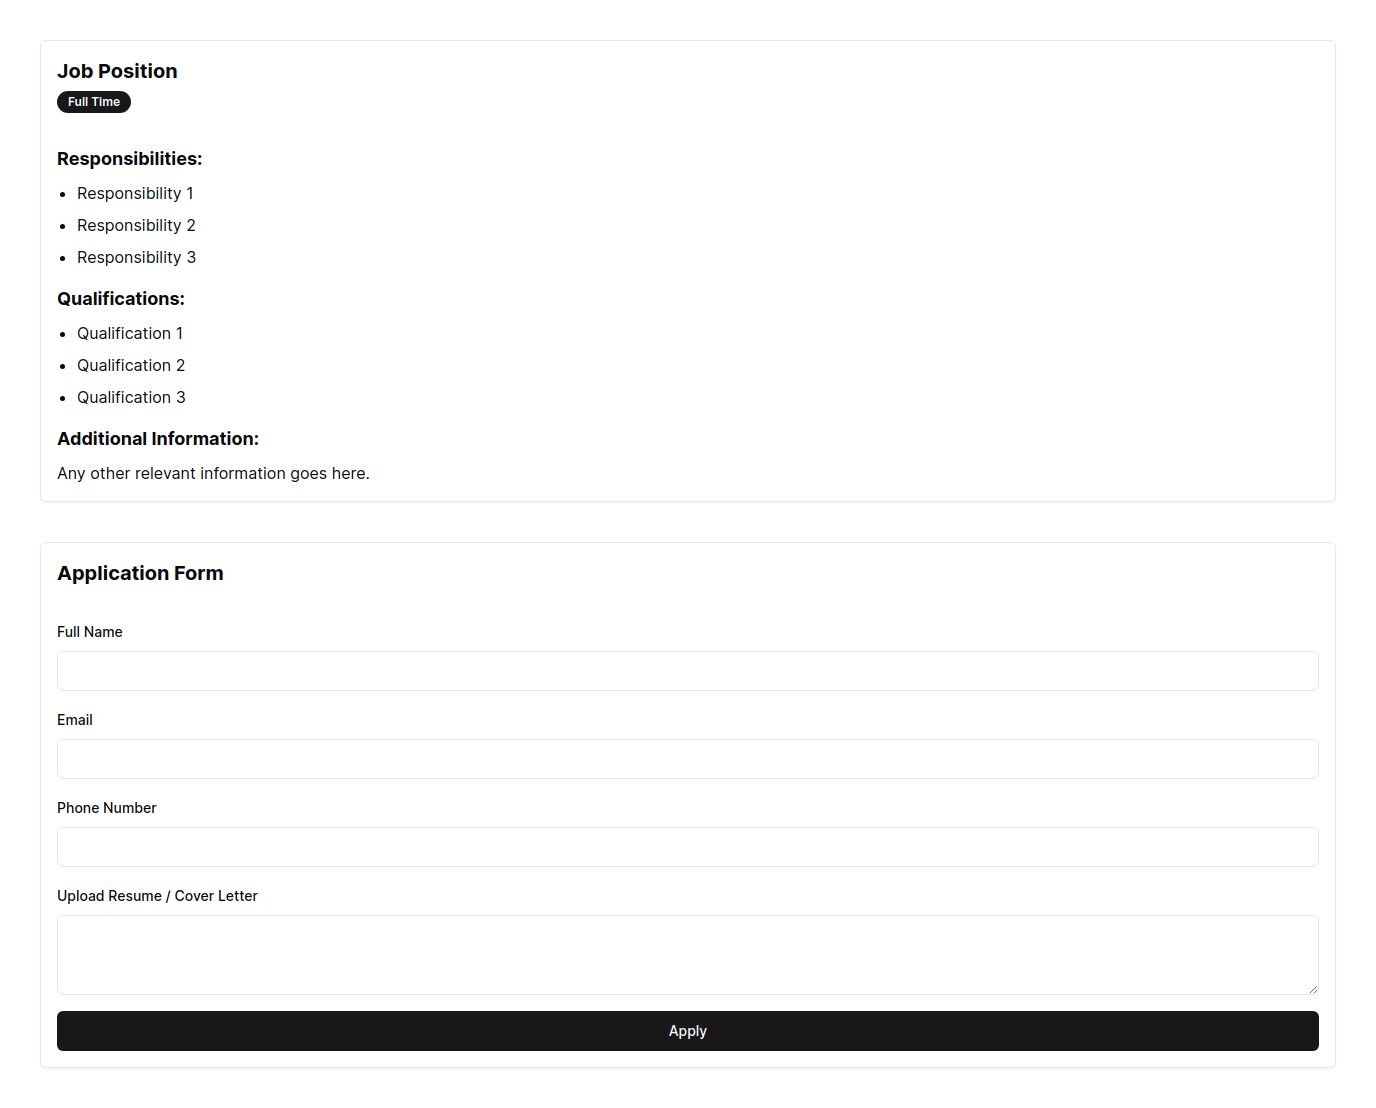 Job Position
Full Time
Responsibilities:
Responsibility 1
Responsibility 2
Responsibility 3
Qualifications:
Qualification 1
Qualification 2
Qualification 3
Additional Information:
Any other relevant information goes here.
Application Form
Full Name
Email
Phone Number
Upload Resume / Cover Letter
Apply